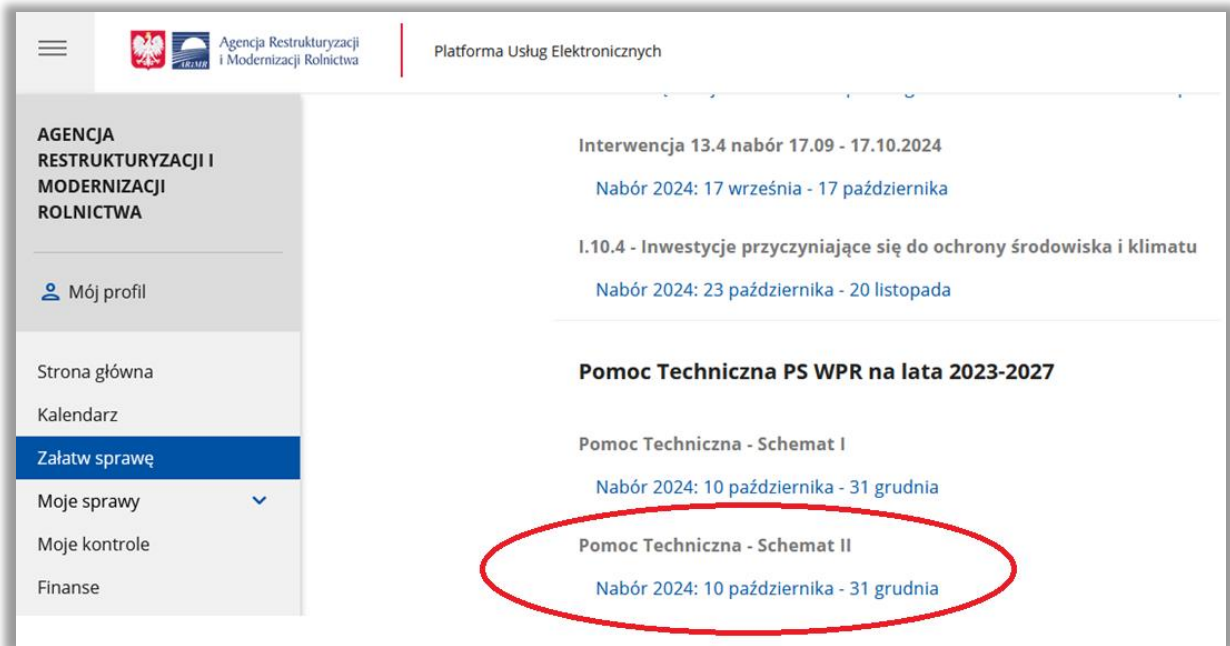 Agencja Restrukturyzacji
i Modernizacji Rolnictwa
ARiMR
Platforma Usług Elektronicznych
AGENCJA
RESTRUKTURYZACJI I
MODERNIZACJI
ROLNICTWA
Mój profil
Strona główna
Kalendarz
Załatw sprawę
Moje sprawy
Moje kontrole
Finanse
Interwencja 13.4 nabór 17.09 - 17.10.2024
Nabór 2024: 17 września - 17 października
I.10.4 - Inwestycje przyczyniające się do ochrony środowiska i klimatu
Nabór 2024: 23 października - 20 listopada
Pomoc Techniczna PS WPR na lata 2023-2027
Pomoc Techniczna - Schemat I
Nabór 2024: 10 października - 31 grudnia
Pomoc Techniczna - Schemat II
Nabór 2024: 10 października - 31 grudnia